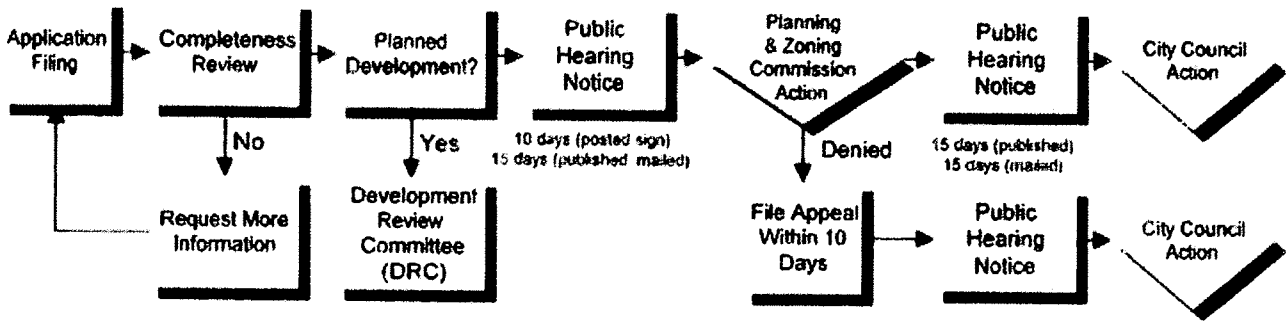 Application
Filing
Completeness
Review
Planned
Development?
Public
Hearing
Notice
Planning
& Zoning
Commission
Action
Public
Hearing
Notice
City Council
Action
No
Yes
10 days (posted sign)
15 days (published mailed)
Denied
15 days (published)
15 days (mailed)
Request More
Information
Development
Review
Committee
(DRC)
File Appeal
Within 10
Days
Public
Hearing
Notice
City Council
Action